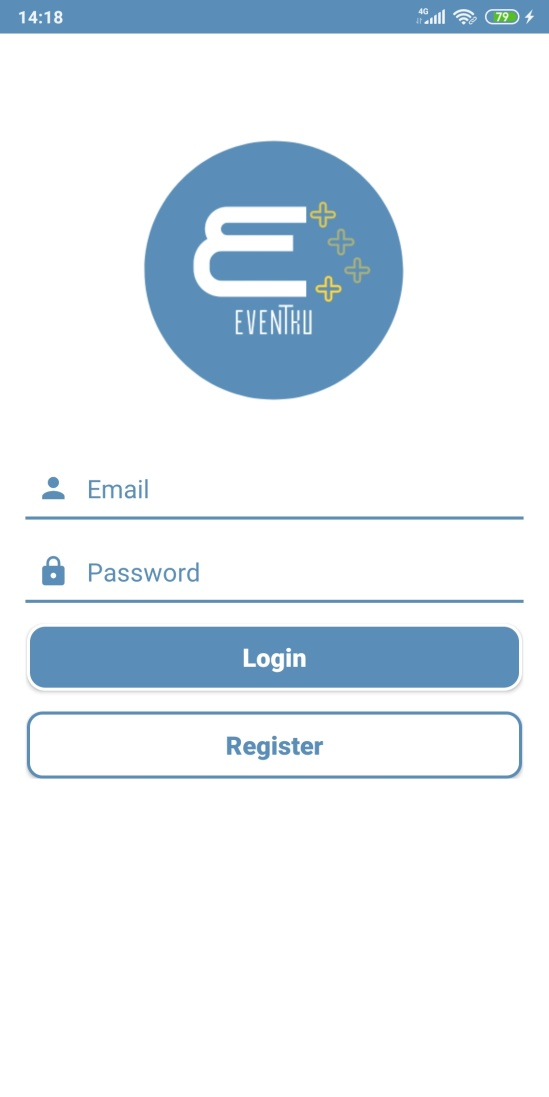 14:18
4G
79
EVENTKU
Email
Password
Login
Register